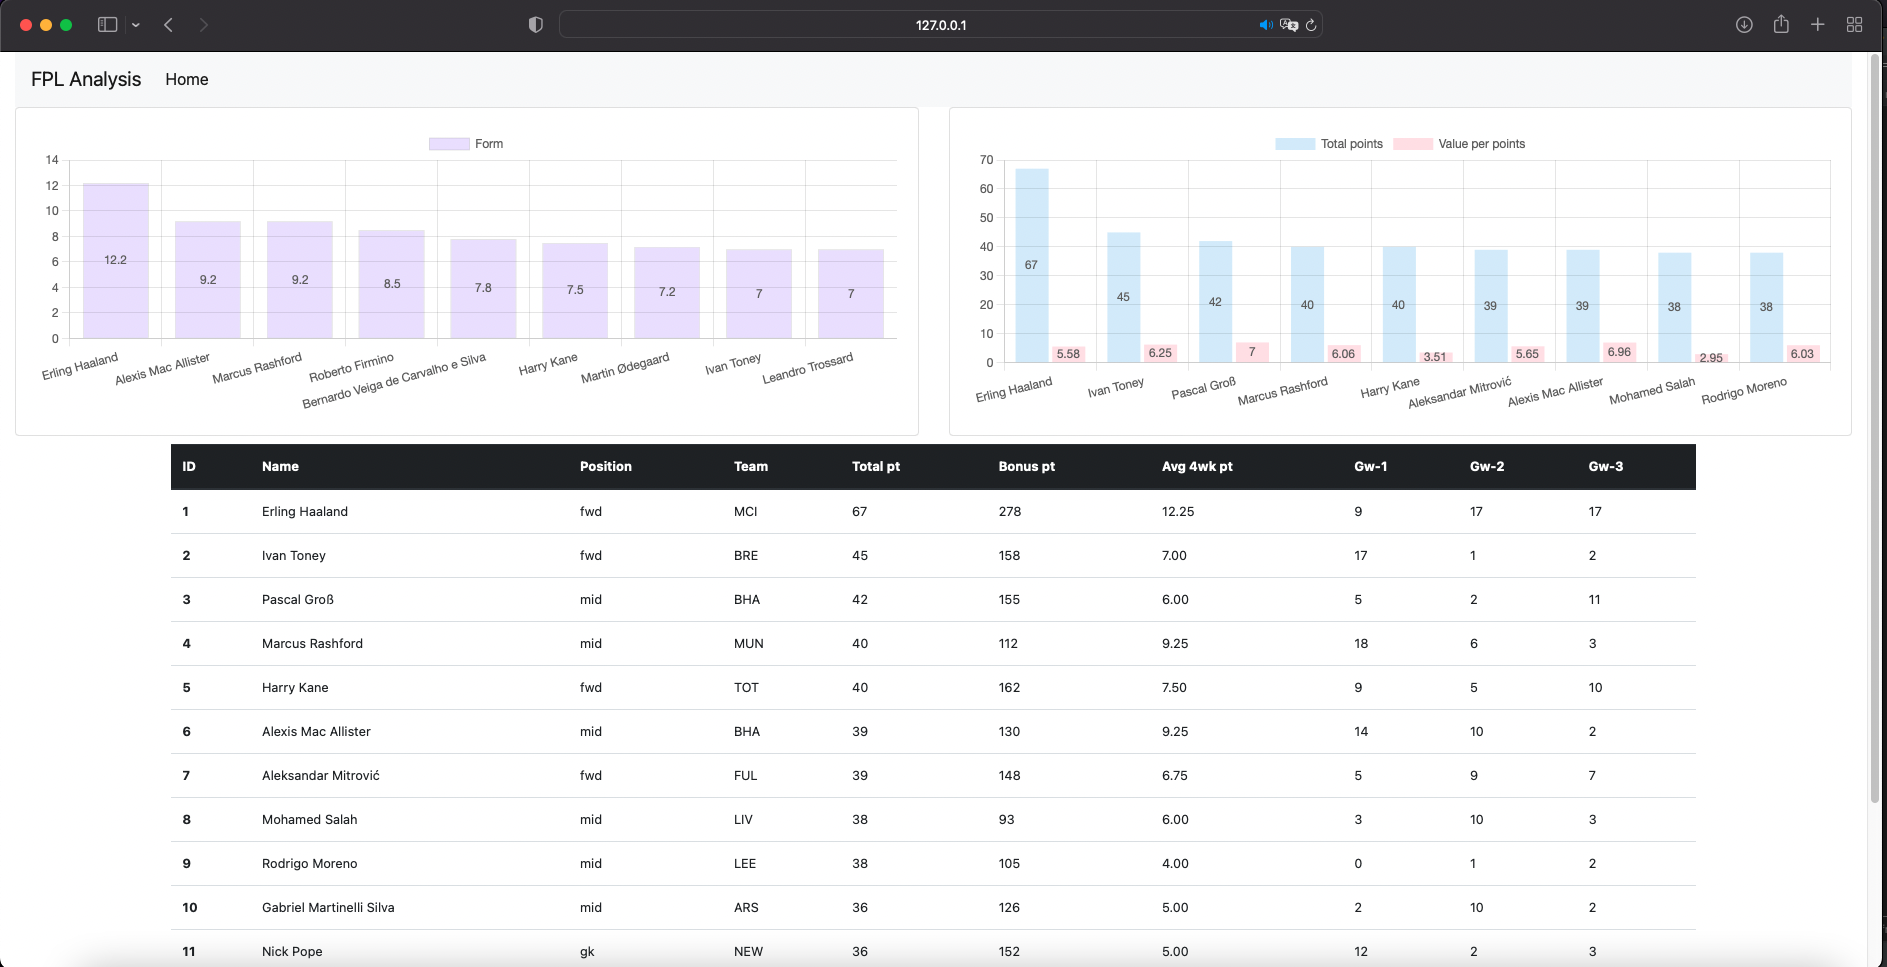 127.0.0.1
FPL Analysis Home
Form
14
12
10
8
6
4
2
0
12.2 9.2 9.2 8.5 7.8 7.5 7.2 7 7
Erling Haaland Alexis Mac Allister Marcus Rashford Roberto Firmino Bernardo Veiga de Carvalho e Silva Harry Kane Martin Ødegaard Ivan Toney Leandro Trossard
Total points Value per points
70
60
50
40
30
20
10
0
67 45 42 40 40 39 39 38 38
5.58 6.25 7 6.06 3.51 5.65 6.96 2.95 6.03
Erling Haaland Ivan Toney Pascal Groß Marcus Rashford Harry Kane Aleksandar Mitrović Alexis Mac Allister Mohamed Salah Rodrigo Moreno
ID Name Position Team Total pt Bonus pt Avg 4wk pt Gw-1 Gw-2 Gw-3
1 Erling Haaland fwd MCI 67 278 12.25 9 17 17
2 Ivan Toney fwd BRE 45 158 7.00 17 1 2
3 Pascal Groß mid BHA 42 155 6.00 5 2 11
4 Marcus Rashford mid MUN 40 112 9.25 18 6 3
5 Harry Kane fwd TOT 40 162 7.50 9 5 10
6 Alexis Mac Allister mid BHA 39 130 9.25 14 10 2
7 Aleksandar Mitrović fwd FUL 39 148 6.75 5 9 7
8 Mohamed Salah mid LIV 38 93 6.00 3 10 3
9 Rodrigo Moreno mid LEE 38 105 4.00 0 1 2
10 Gabriel Martinelli Silva mid ARS 36 126 5.00 2 10 2
11 Nick Pope gk NEW 36 152 5.00 12 2 3